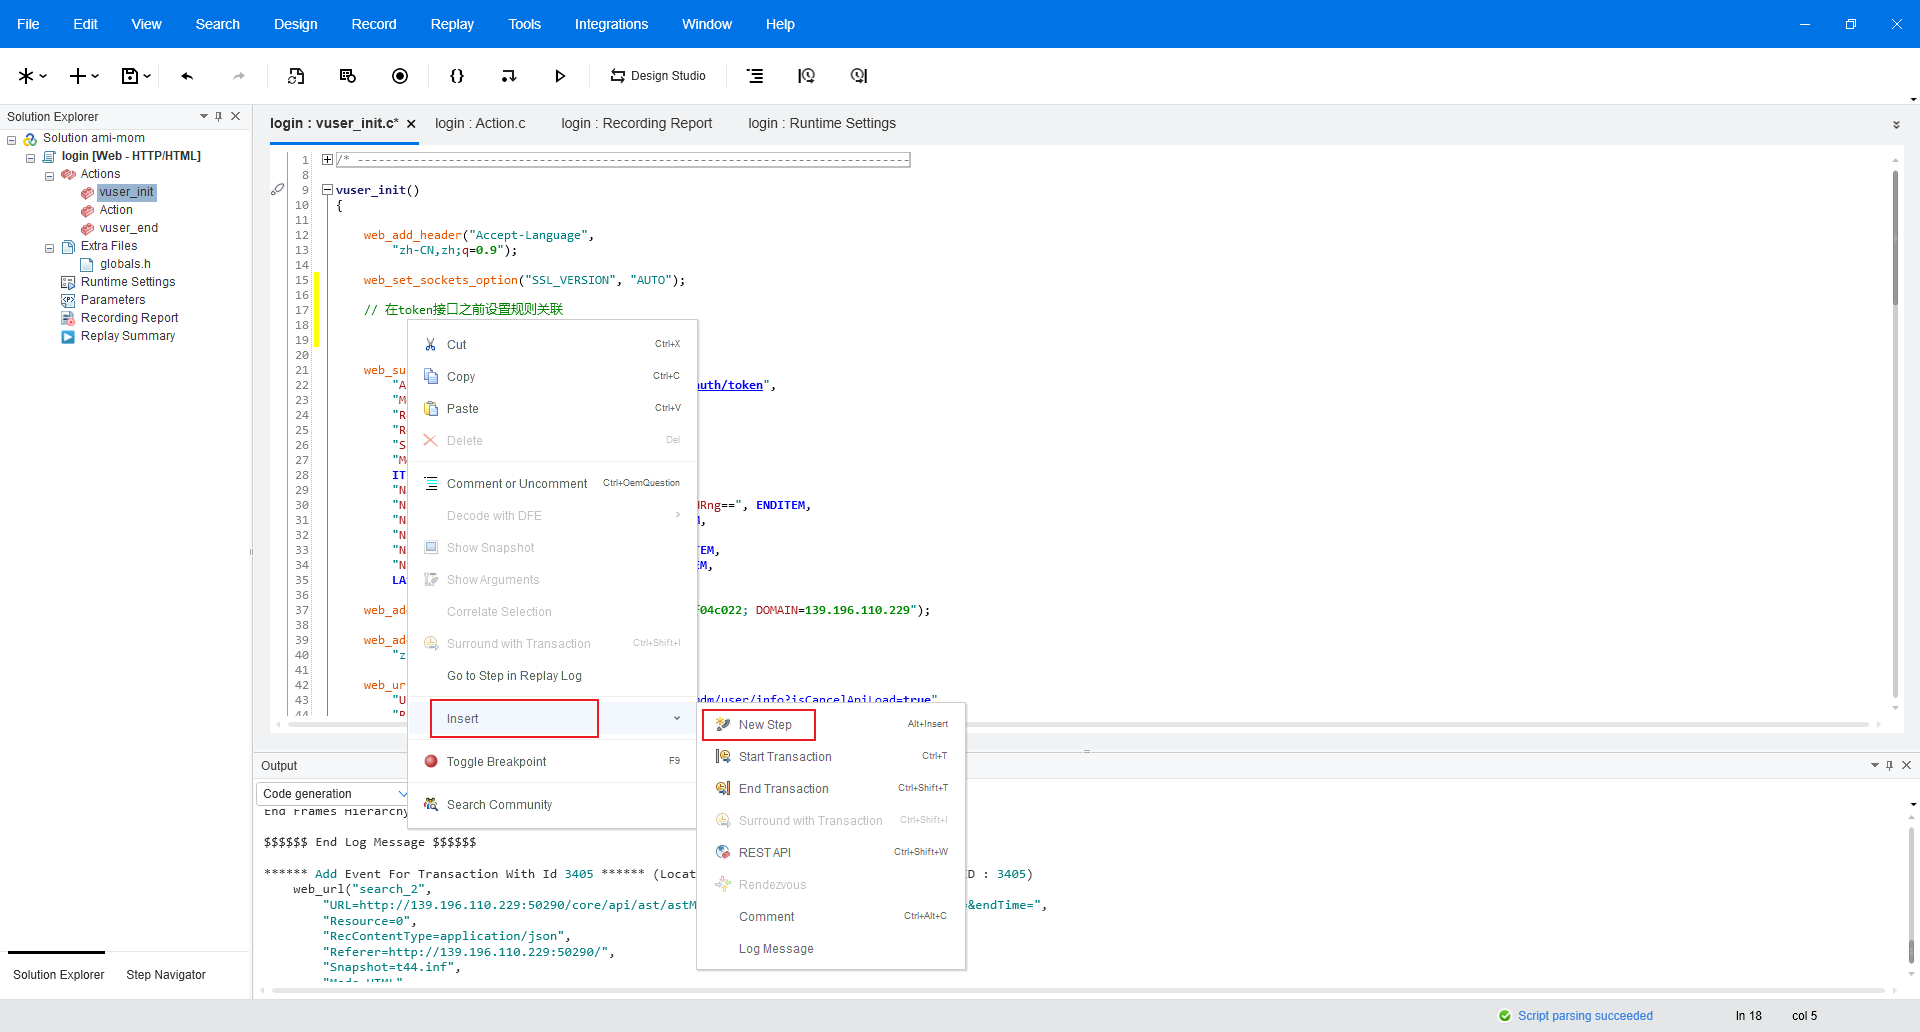 File Edit View Search Design Record Replay Tools Integrations Window Help
Design Studio
Solution Explorer
Solution ami-mom
login [Web - HTTP/HTML]
Actions
vuser_init
Action
vuser_end
Extra Files
globals.h
Runtime Settings
Parameters
Recording Report
Replay Summary
Solution Explorer Step Navigator
login : vuser_init.c* login : Action.c login : Recording Report login : Runtime Settings
1 /* -------------------------------------------------------------------------------
8
9 vuser_init()
10 {
11
12 web_add_header("Accept-Language",
13 "zh-CN,zh;q=0.9");
14
15 web_set_sockets_option("SSL_VERSION", "AUTO");
16
17 // 在token接口之前设置规则关联
18
19
20
21 web_su
22 "A uth/token",
23 "M
24 "R
25 "R
26 "S
27 "M
28 IT
29 "N
30 "N Rng==", ENDITEM,
31 "N ,
32 "N
33 "N TEM,
34 "N M,
35 LA
36
37 web_ad f04c022; DOMAIN=139.196.110.229");
38
39 web_ad
40 "z
41
42 web_ur
43 "U dm/user/info?isCancelApiLoad=true"
44
Cut Ctrl+X
Copy Ctrl+C
Paste Ctrl+V
Delete Del
Comment or Uncomment Ctrl+OemQuestion
Decode with DFE
Show Snapshot
Show Arguments
Correlate Selection
Surround with Transaction Ctrl+Shift+I
Go to Step in Replay Log
Insert
Toggle Breakpoint F9
Search Community
New Step Alt+Insert
Start Transaction Ctrl+T
End Transaction Ctrl+Shift+T
Surround with Transaction Ctrl+Shift+I
REST API Ctrl+Shift+W
Rendezvous
Comment Ctrl+Alt+C
Log Message
Output
Code generation
End Frames Hierarchy
$$$$$$ End Log Message $$$$$$
****** Add Event For Transaction With Id 3405 ****** (Locat D : 3405)
web_url("search_2",
"URL=http://139.196.110.229:50290/core/api/ast/astM &endTime=",
"Resource=0",
"RecContentType=application/json",
"Referer=http://139.196.110.229:50290/",
"Snapshot=t44.inf",
"Mode=HTML"
Script parsing succeeded ln 18 col 5